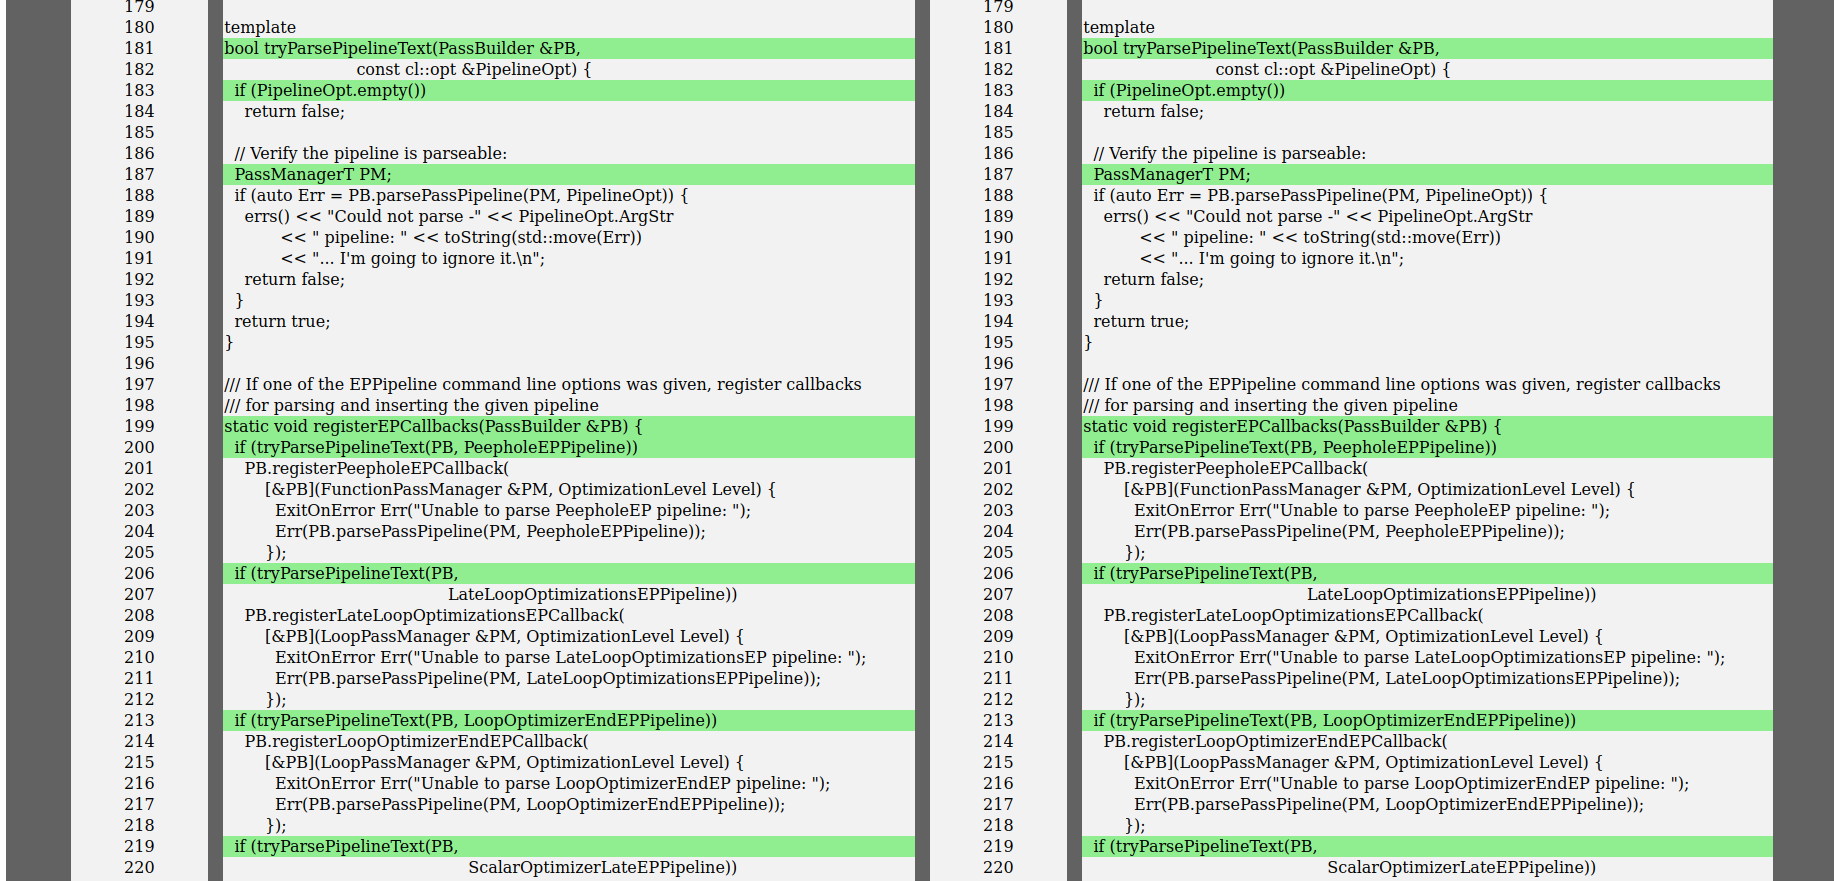 179
180 template
181 bool tryParsePipelineText(PassBuilder &PB,
182 const cl::opt &PipelineOpt) {
183 if (PipelineOpt.empty())
184 return false;
185
186 // Verify the pipeline is parseable:
187 PassManagerT PM;
188 if (auto Err = PB.parsePassPipeline(PM, PipelineOpt)) {
189 errs() << "Could not parse -" << PipelineOpt.ArgStr
190 << " pipeline: " << toString(std::move(Err))
191 << "... I'm going to ignore it.\n";
192 return false;
193 }
194 return true;
195 }
196
197 /// If one of the EPPipeline command line options was given, register callbacks
198 /// for parsing and inserting the given pipeline
199 static void registerEPCallbacks(PassBuilder &PB) {
200 if (tryParsePipelineText(PB, PeepholeEPPipeline))
201 PB.registerPeepholeEPCallback(
202 [&PB](FunctionPassManager &PM, OptimizationLevel Level) {
203 ExitOnError Err("Unable to parse PeepholeEP pipeline: ");
204 Err(PB.parsePassPipeline(PM, PeepholeEPPipeline));
205 });
206 if (tryParsePipelineText(PB,
207 LateLoopOptimizationsEPPipeline))
208 PB.registerLateLoopOptimizationsEPCallback(
209 [&PB](LoopPassManager &PM, OptimizationLevel Level) {
210 ExitOnError Err("Unable to parse LateLoopOptimizationsEP pipeline: ");
211 Err(PB.parsePassPipeline(PM, LateLoopOptimizationsEPPipeline));
212 });
213 if (tryParsePipelineText(PB, LoopOptimizerEndEPPipeline))
214 PB.registerLoopOptimizerEndEPCallback(
215 [&PB](LoopPassManager &PM, OptimizationLevel Level) {
216 ExitOnError Err("Unable to parse LoopOptimizerEndEP pipeline: ");
217 Err(PB.parsePassPipeline(PM, LoopOptimizerEndEPPipeline));
218 });
219 if (tryParsePipelineText(PB,
220 ScalarOptimizerLateEPPipeline))
179
180 template
181 bool tryParsePipelineText(PassBuilder &PB,
182 const cl::opt &PipelineOpt) {
183 if (PipelineOpt.empty())
184 return false;
185
186 // Verify the pipeline is parseable:
187 PassManagerT PM;
188 if (auto Err = PB.parsePassPipeline(PM, PipelineOpt)) {
189 errs() << "Could not parse -" << PipelineOpt.ArgStr
190 << " pipeline: " << toString(std::move(Err))
191 << "... I'm going to ignore it.\n";
192 return false;
193 }
194 return true;
195 }
196
197 /// If one of the EPPipeline command line options was given, register callbacks
198 /// for parsing and inserting the given pipeline
199 static void registerEPCallbacks(PassBuilder &PB) {
200 if (tryParsePipelineText(PB, PeepholeEPPipeline))
201 PB.registerPeepholeEPCallback(
202 [&PB](FunctionPassManager &PM, OptimizationLevel Level) {
203 ExitOnError Err("Unable to parse PeepholeEP pipeline: ");
204 Err(PB.parsePassPipeline(PM, PeepholeEPPipeline));
205 });
206 if (tryParsePipelineText(PB,
207 LateLoopOptimizationsEPPipeline))
208 PB.registerLateLoopOptimizationsEPCallback(
209 [&PB](LoopPassManager &PM, OptimizationLevel Level) {
210 ExitOnError Err("Unable to parse LateLoopOptimizationsEP pipeline: ");
211 Err(PB.parsePassPipeline(PM, LateLoopOptimizationsEPPipeline));
212 });
213 if (tryParsePipelineText(PB, LoopOptimizerEndEPPipeline))
214 PB.registerLoopOptimizerEndEPCallback(
215 [&PB](LoopPassManager &PM, OptimizationLevel Level) {
216 ExitOnError Err("Unable to parse LoopOptimizerEndEP pipeline: ");
217 Err(PB.parsePassPipeline(PM, LoopOptimizerEndEPPipeline));
218 });
219 if (tryParsePipelineText(PB,
220 ScalarOptimizerLateEPPipeline))